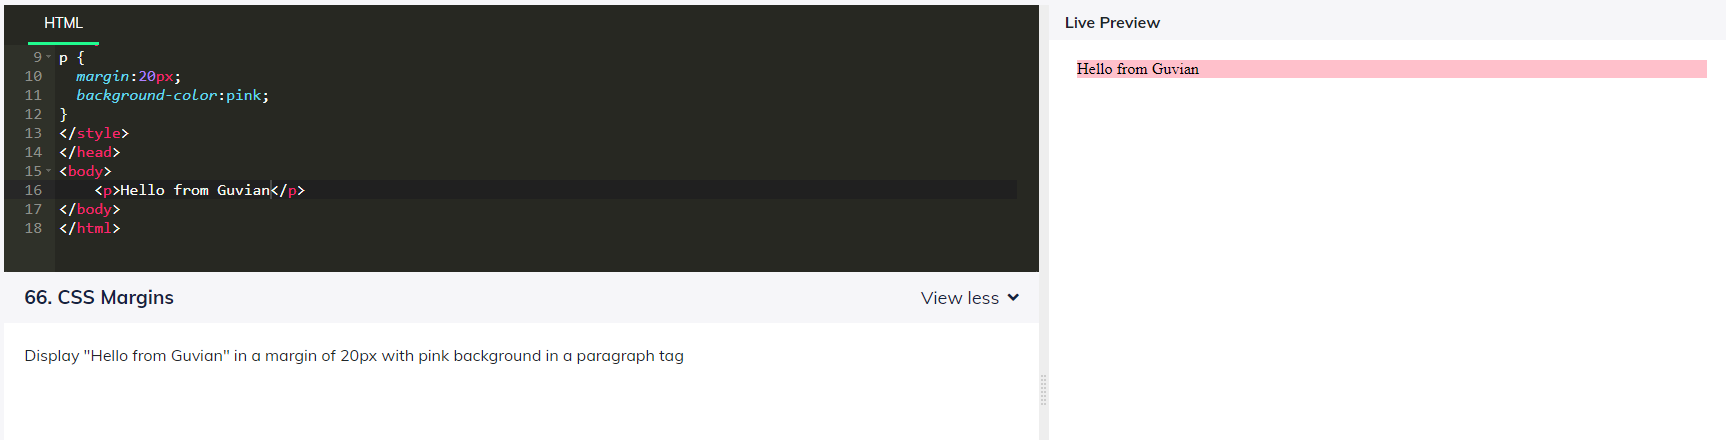 HTML
9 p {
10 margin:20px;
11 background-color:pink;
12 }
13 </style>
14 </head>
15 <body>
16 <p>Hello from Guvian</p>
17 </body>
18 </html>
66. CSS Margins
View less
Display "Hello from Guvian" in a margin of 20px with pink background in a paragraph tag
Live Preview
Hello from Guvian